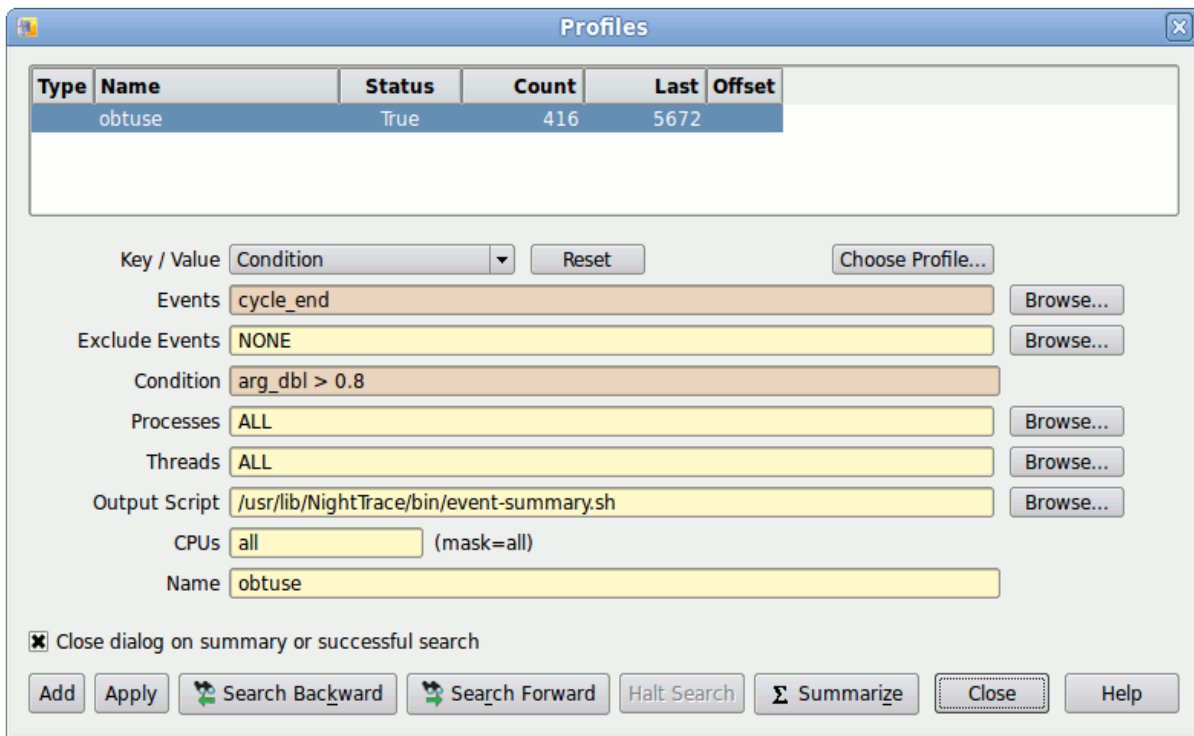 Profiles
Type Name Status Count Last Offset
obtuse True 416 5672
Key / Value Condition Reset Choose Profile...
Events cycle_end Browse...
Exclude Events NONE Browse...
Condition arg_dbl > 0.8
Processes ALL Browse...
Threads ALL Browse...
Output Script /usr/lib/NightTrace/bin/event-summary.sh Browse...
CPUs all (mask=all)
Name obtuse
Close dialog on summary or successful search
Add Apply Search Backward Search Forward Halt Search Σ Summarize Close Help